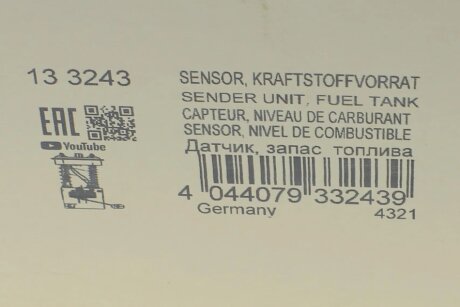 13 3243
SENSOR, KRAFTSTOFFVORRAT
SENDER UNIT, FUEL TANK
CAPTEUR, NIVEAU DE CARBURANT
SENSOR, NIVEL DE COMBUSTIBLE
Датчик, запас топлива
EAC
YouTube
4 044079 332439
Germany
4321